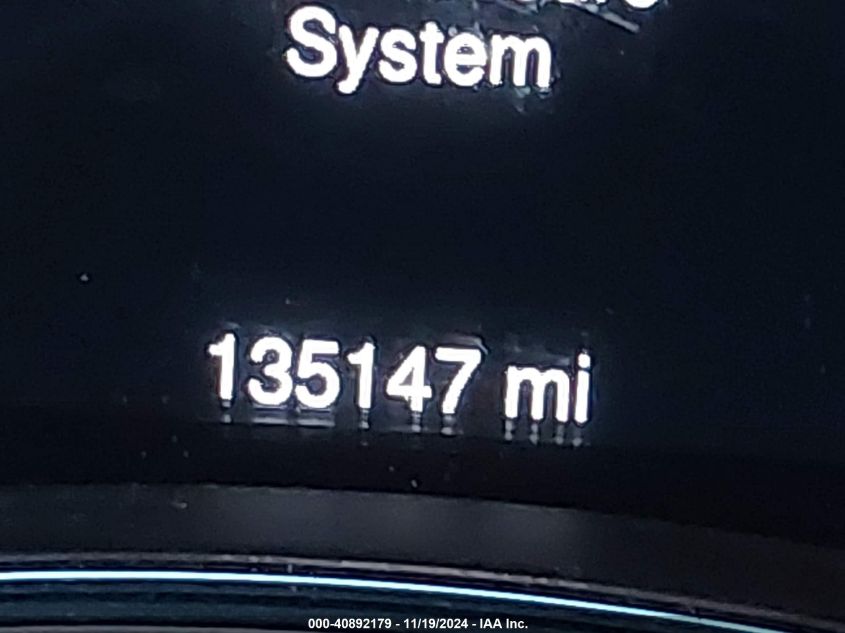 System
135147 mi
000-40892179 - 11/19/2024 - IAA Inc.